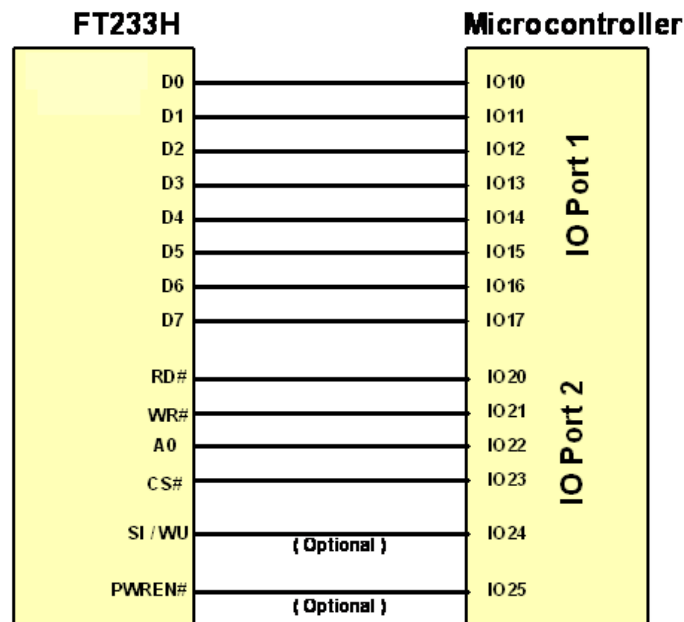 FT233H Microcontroller
D0 IO10
D1 IO11
D2 IO12
D3 IO13
D4 IO14
D5 IO15
D6 IO16
D7 IO17
IO Port 1
RD# IO20
WR# IO21
A0 IO22
CS# IO23
IO Port 2
SI / WU IO24
( Optional )
PWREN# IO25
( Optional )